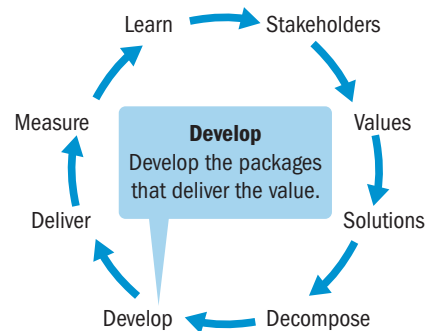 Learn
Stakeholders
Measure
Values
Develop
Develop the packages
that deliver the value.
Deliver
Solutions
Develop
Decompose